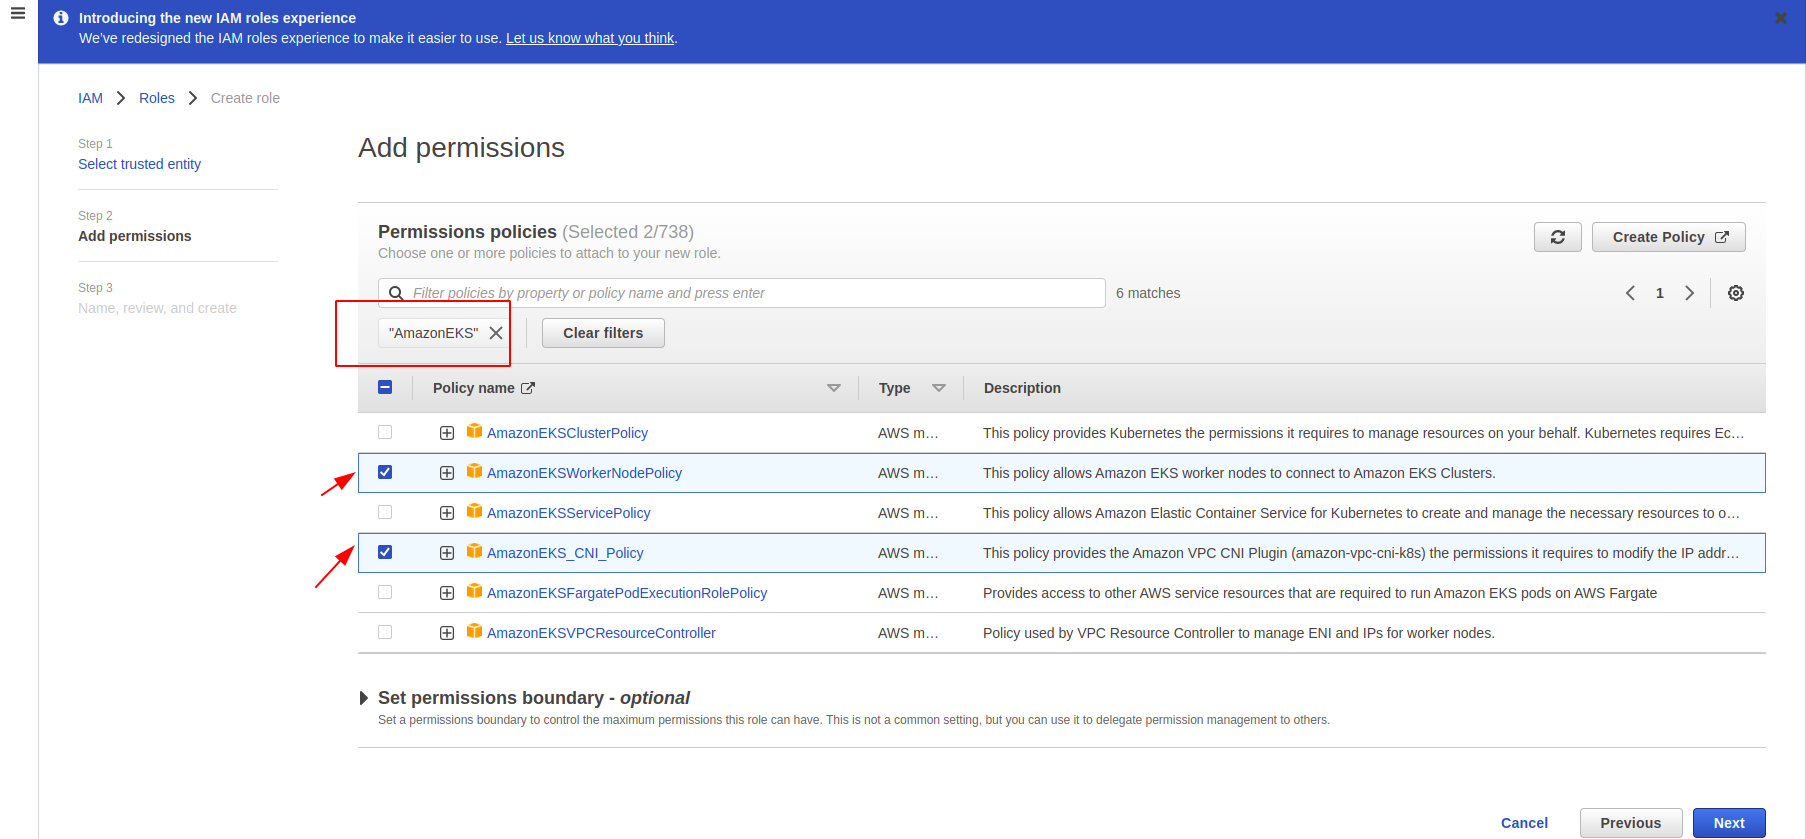 Introducing the new IAM roles experience
We've redesigned the IAM roles experience to make it easier to use. Let us know what you think.
IAM > Roles > Create role
Step 1
Select trusted entity
Step 2
Add permissions
Step 3
Name, review, and create
Add permissions
Permissions policies (Selected 2/738)
Choose one or more policies to attach to your new role.
Create Policy
Filter policies by property or policy name and press enter
6 matches
1
"AmazonEKS"
Clear filters
Policy name Type Description
AmazonEKSClusterPolicy AWS m… This policy provides Kubernetes the permissions it requires to manage resources on your behalf. Kubernetes requires Ec…
AmazonEKSWorkerNodePolicy AWS m… This policy allows Amazon EKS worker nodes to connect to Amazon EKS Clusters.
AmazonEKSServicePolicy AWS m… This policy allows Amazon Elastic Container Service for Kubernetes to create and manage the necessary resources to o…
AmazonEKS_CNI_Policy AWS m… This policy provides the Amazon VPC CNI Plugin (amazon-vpc-cni-k8s) the permissions it requires to modify the IP addr…
AmazonEKSFargatePodExecutionRolePolicy AWS m… Provides access to other AWS service resources that are required to run Amazon EKS pods on AWS Fargate
AmazonEKSVPCResourceController AWS m… Policy used by VPC Resource Controller to manage ENI and IPs for worker nodes.
Set permissions boundary - optional
Set a permissions boundary to control the maximum permissions this role can have. This is not a common setting, but you can use it to delegate permission management to others.
Cancel
Previous
Next